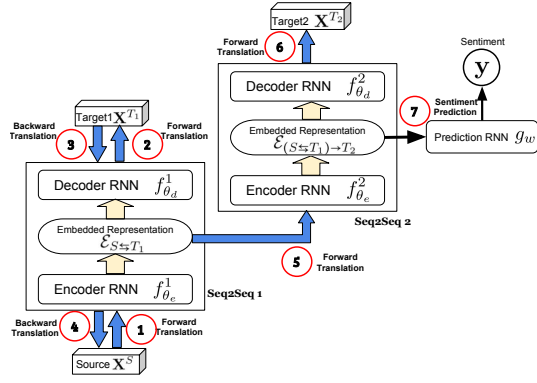 Target2 X^{T_2}
Forward
Translation
6
Sentiment
y
Decoder RNN f^2_{θ_d}
7
Sentiment
Prediction
Target1 X^{T_1}
Embedded Representation
ℰ_{(S⇆T_1)→T_2}
Prediction RNN g_w
Backward
Translation
3
2
Forward
Translation
Encoder RNN f^2_{θ_e}
Decoder RNN f^1_{θ_d}
Seq2Seq 2
Embedded Representation
ℰ_{S⇆T_1}
5
Forward
Translation
Encoder RNN f^1_{θ_e}
Seq2Seq 1
Backward
Translation
4
1
Forward
Translation
Source X^S